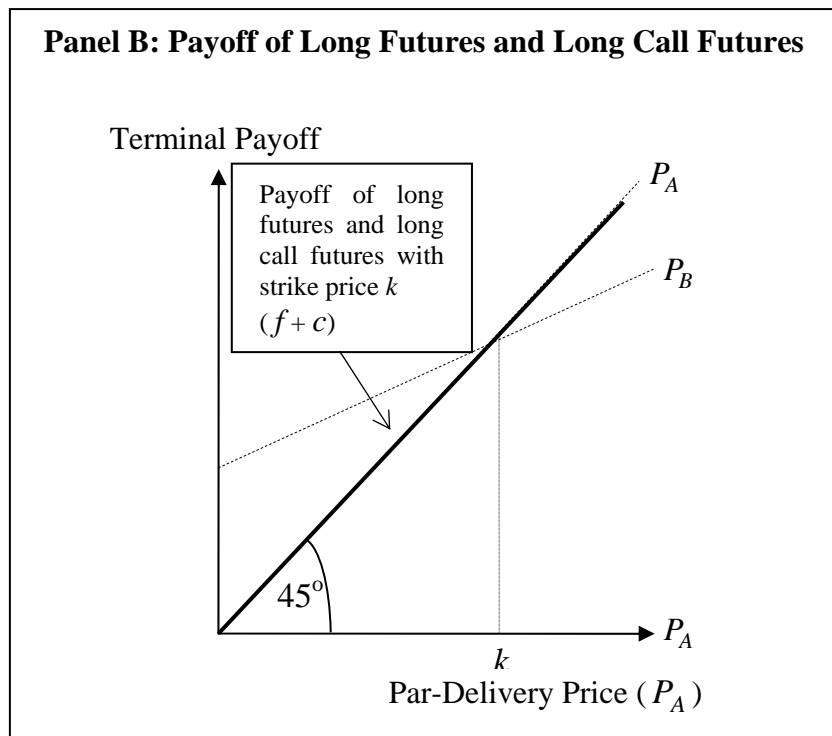 Panel B: Payoff of Long Futures and Long Call Futures
Terminal Payoff
Payoff of long
futures and long
call futures with
strike price k
(f + c)
P_A
P_B
45°
P_A
k
Par-Delivery Price (P_A)